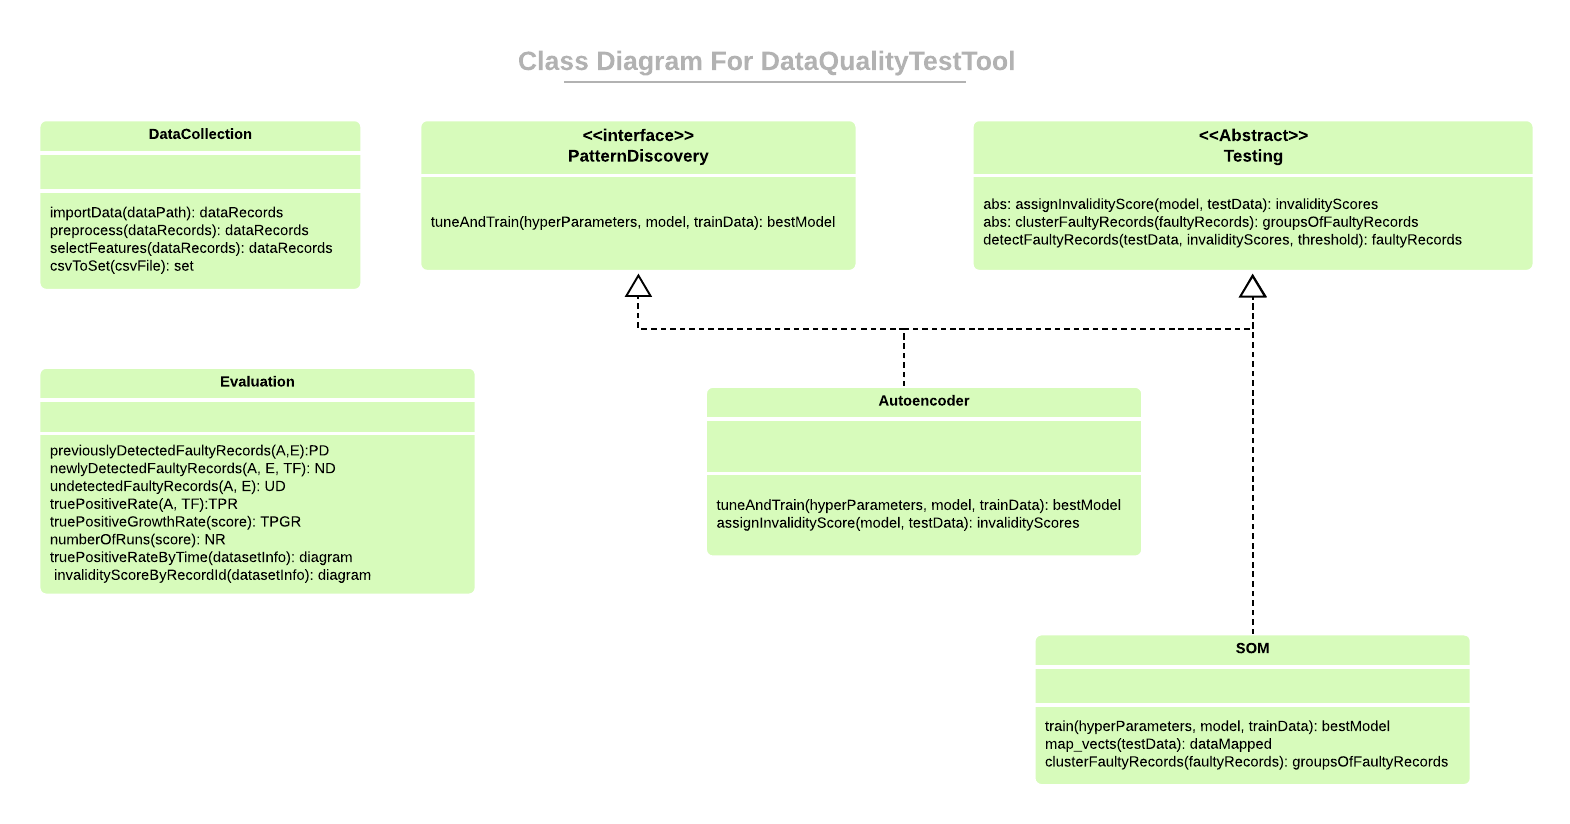 Class Diagram For DataQualityTestTool
DataCollection
importData(dataPath): dataRecords
preprocess(dataRecords): dataRecords
selectFeatures(dataRecords): dataRecords
csvToSet(csvFile): set
<<interface>>
PatternDiscovery
tuneAndTrain(hyperParameters, model, trainData): bestModel
<<Abstract>>
Testing
abs: assignInvalidityScore(model, testData): invalidityScores
abs: clusterFaultyRecords(faultyRecords): groupsOfFaultyRecords
detectFaultyRecords(testData, invalidityScores, threshold): faultyRecords
Evaluation
previouslyDetectedFaultyRecords(A,E):PD
newlyDetectedFaultyRecords(A, E, TF): ND
undetectedFaultyRecords(A, E): UD
truePositiveRate(A, TF):TPR
truePositiveGrowthRate(score): TPGR
numberOfRuns(score): NR
truePositiveRateByTime(datasetInfo): diagram
invalidityScoreByRecordId(datasetInfo): diagram
Autoencoder
tuneAndTrain(hyperParameters, model, trainData): bestModel
assignInvalidityScore(model, testData): invalidityScores
SOM
train(hyperParameters, model, trainData): bestModel
map_vects(testData): dataMapped
clusterFaultyRecords(faultyRecords): groupsOfFaultyRecords